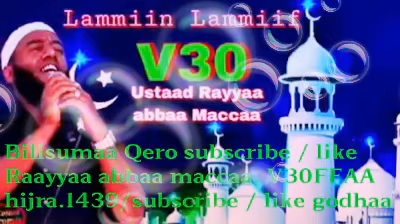 Lammiin Lammiif
V30
Ustaad Rayyaa
abbaa Maccaa
Bilisumaa Qero subscribe / like
Raayyaa abbaa maccaa. V30FFAA
hijra.1439/subscribe / like godhaa